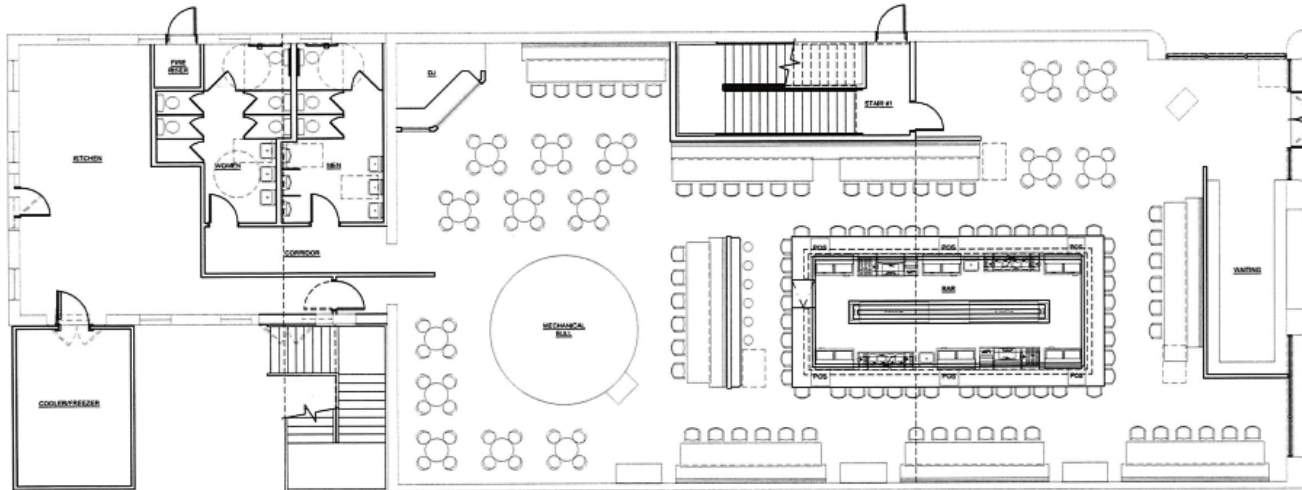 FIRE
RISER
DJ
STAIR #1
KITCHEN
WOMEN
MEN
CORRIDOR
POS
POS
POS
WAITING
BAR
MECHANICAL
BULL
POS
POS
POS
COOLER/FREEZER